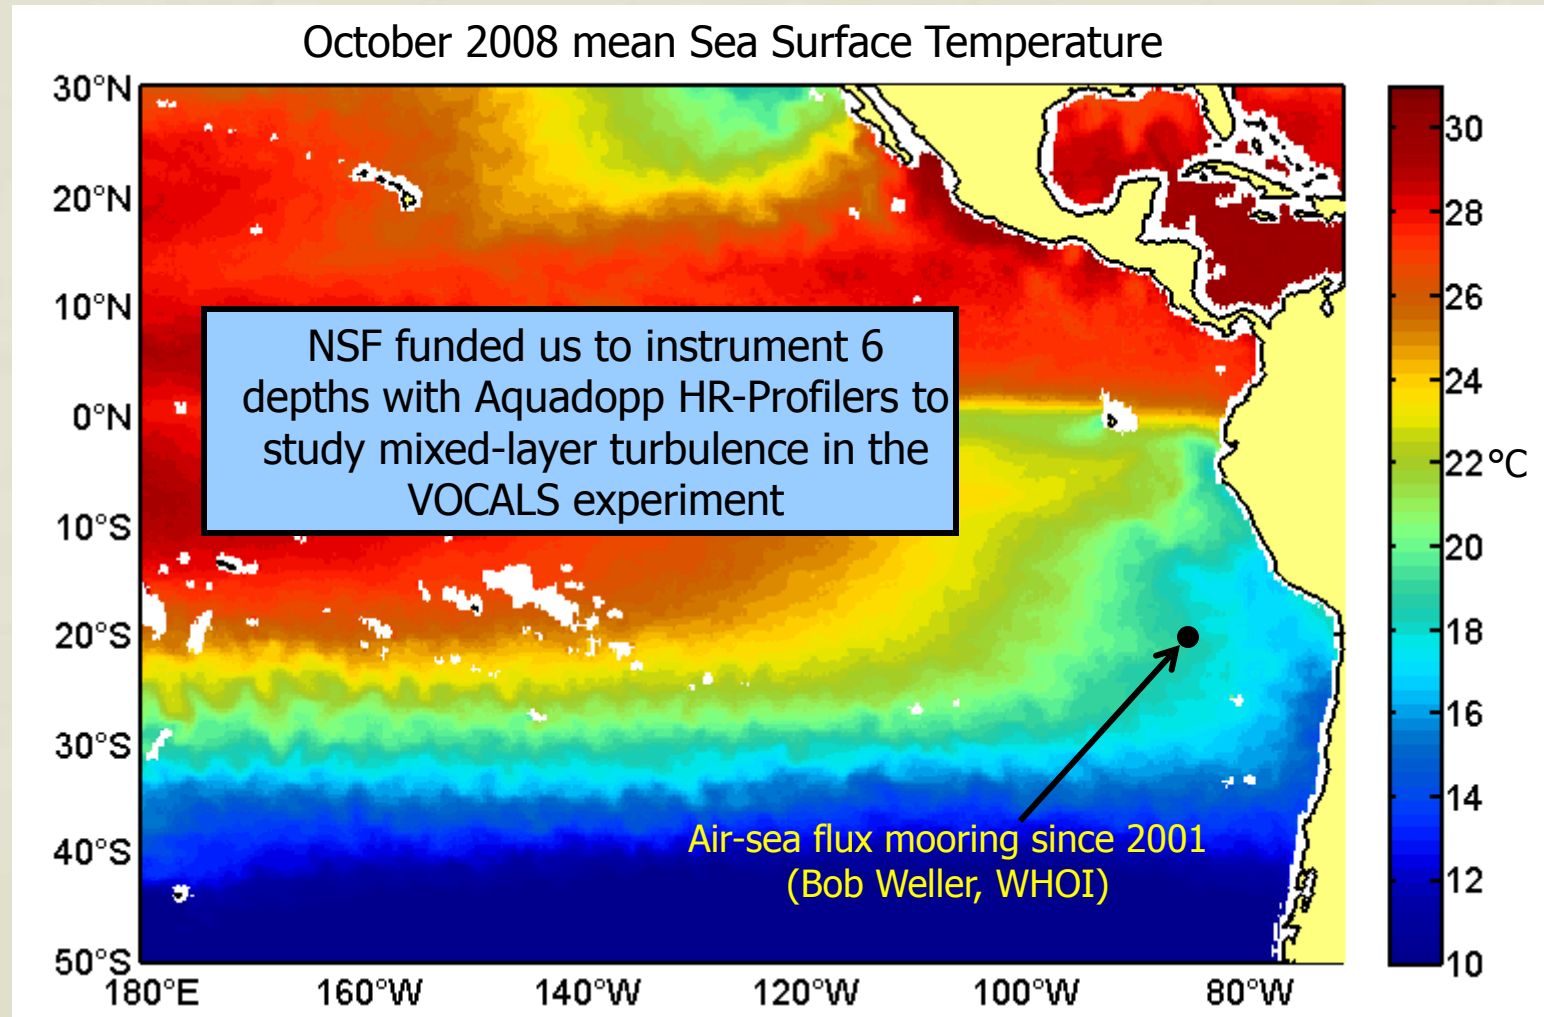 October 2008 mean Sea Surface Temperature
30°N
20°N
10°N
0°N
10°S
20°S
30°S
40°S
50°S
180°E
160°W
140°W
120°W
100°W
80°W
NSF funded us to instrument 6
depths with Aquadopp HR-Profilers to
study mixed-layer turbulence in the
VOCALS experiment
Air-sea flux mooring since 2001
(Bob Weller, WHOI)
30
28
26
24
22
20
18
16
14
12
10
°C